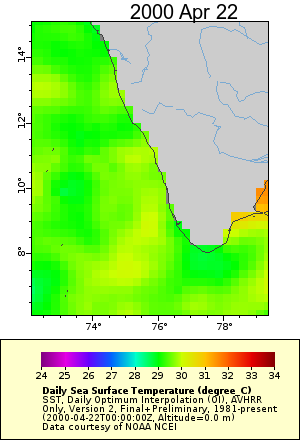 2000 Apr 22
14°
12°
10°
8°
74°
76°
78°
24 25 26 27 28 29 30 31 32 33 34
Daily Sea Surface Temperature (degree_C)
SST, Daily Optimum Interpolation (OI), AVHRR
Only, Version 2, Final+Preliminary, 1981-present
(2000-04-22T00:00:00Z, Altitude=0.0 m)
Data courtesy of NOAA NCEI